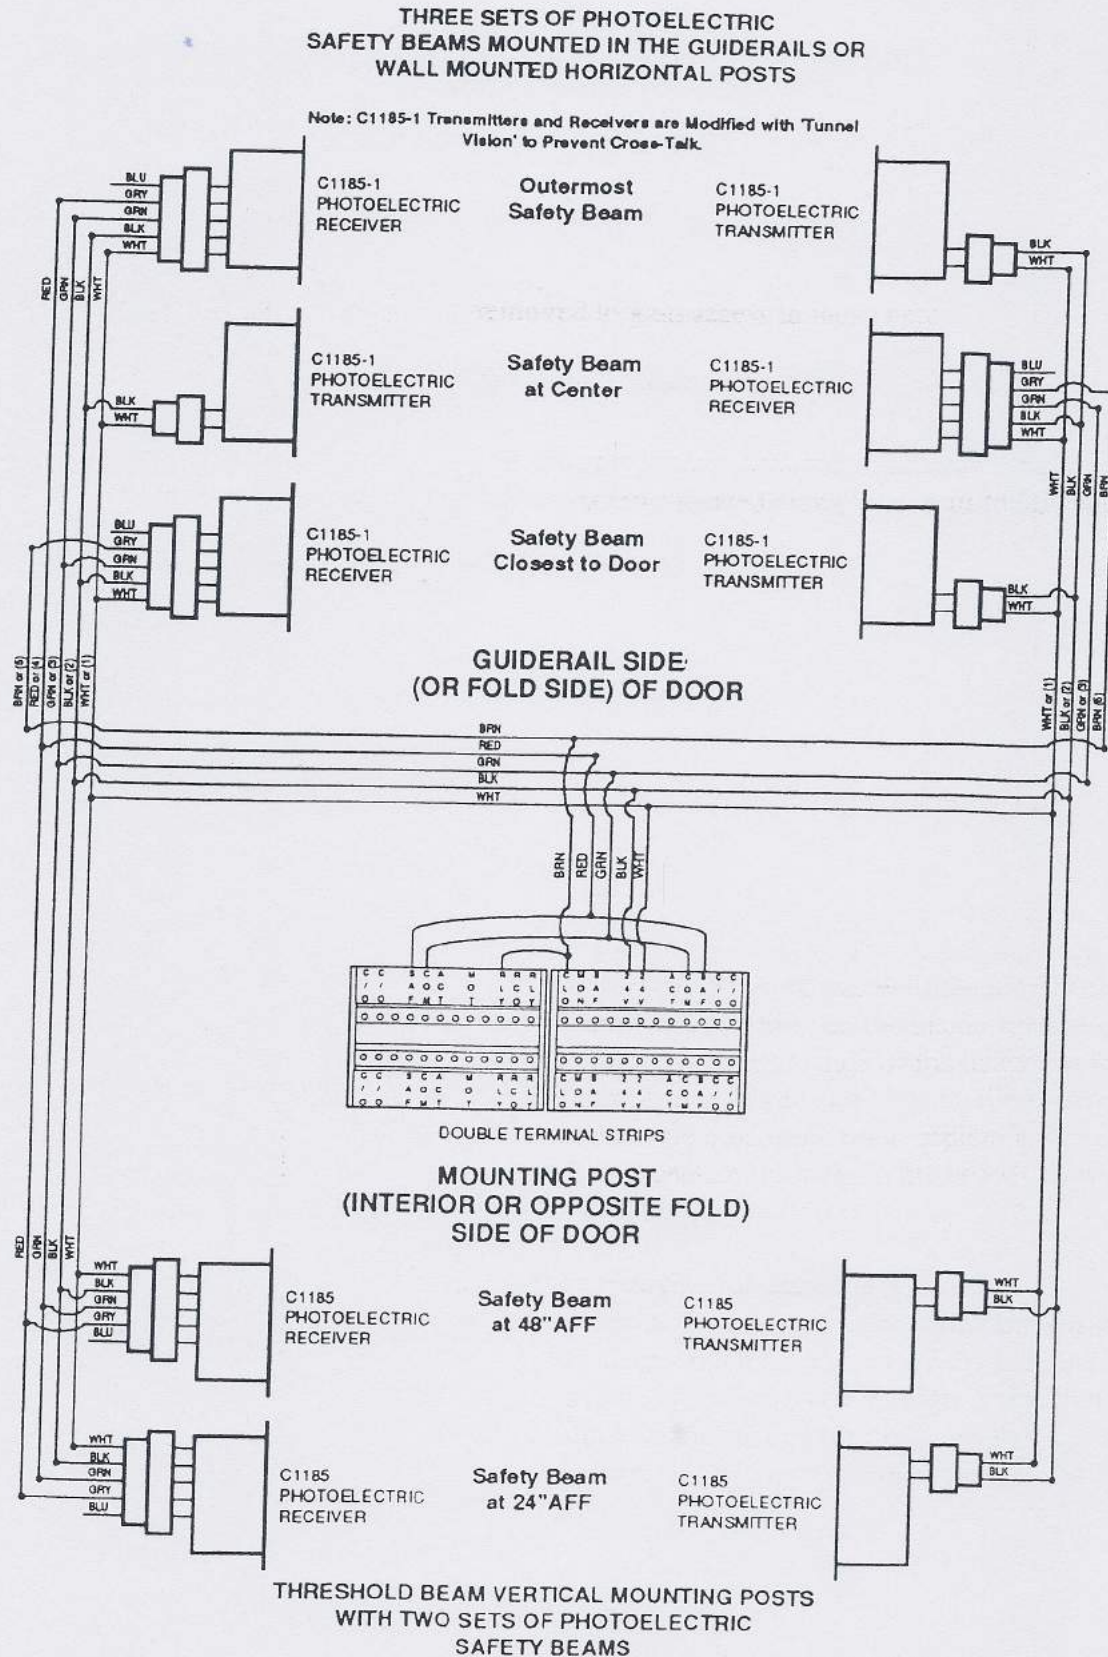 THREE SETS OF PHOTOELECTRIC
SAFETY BEAMS MOUNTED IN THE GUIDERAILS OR
WALL MOUNTED HORIZONTAL POSTS
Note: C1185-1 Transmitters and Receivers are Modified with 'Tunnel
Vision' to Prevent Cross-Talk.
BLU
GRY
GRN
BLK
WHT
C1185-1
PHOTOELECTRIC
RECEIVER
Outermost
Safety Beam
C1185-1
PHOTOELECTRIC
TRANSMITTER
BLK
WHT
RED
GRN
BLK
WHT
BLK
WHT
C1185-1
PHOTOELECTRIC
TRANSMITTER
Safety Beam
at Center
C1185-1
PHOTOELECTRIC
RECEIVER
BLU
GRY
GRN
BLK
WHT
WHT
BLK
GRN
BRN
BLU
GRY
GRN
BLK
WHT
C1185-1
PHOTOELECTRIC
RECEIVER
Safety Beam
Closest to Door
C1185-1
PHOTOELECTRIC
TRANSMITTER
BLK
WHT
GUIDERAIL SIDE
(OR FOLD SIDE) OF DOOR
BRN or (5)
RED or (4)
GRN or (3)
BLK or (2)
WHT or (1)
WHT or (1)
BLK or (2)
GRN or (3)
BRN (5)
BRN
RED
GRN
BLK
WHT
BRN
RED
GRN
BLK
WHT
DOUBLE TERMINAL STRIPS
MOUNTING POST
(INTERIOR OR OPPOSITE FOLD)
SIDE OF DOOR
RED
GRN
BLK
WHT
WHT
BLK
GRN
GRY
BLU
C1185
PHOTOELECTRIC
RECEIVER
Safety Beam
at 48"AFF
C1185
PHOTOELECTRIC
TRANSMITTER
WHT
BLK
WHT
BLK
GRN
GRY
BLU
C1185
PHOTOELECTRIC
RECEIVER
Safety Beam
at 24"AFF
C1185
PHOTOELECTRIC
TRANSMITTER
WHT
BLK
THRESHOLD BEAM VERTICAL MOUNTING POSTS
WITH TWO SETS OF PHOTOELECTRIC
SAFETY BEAMS